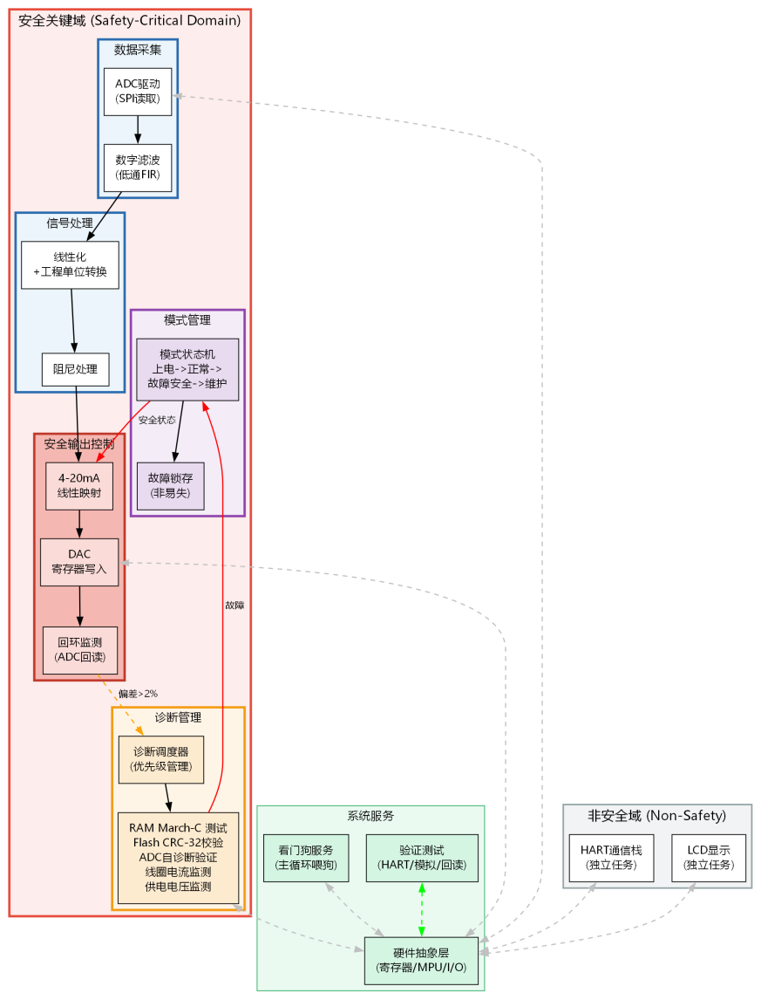 安全关键域 (Safety-Critical Domain)
数据采集
ADC驱动
(SPI读取)
数字滤波
(低通FIR)
信号处理
线性化
+工程单位转换
阻尼处理
模式管理
模式状态机
上电->正常->
故障安全->维护
安全状态
故障锁存
(非易失)
安全输出控制
4-20mA
线性映射
DAC
寄存器写入
故障
回环监测
(ADC回读)
偏差>2%
诊断管理
诊断调度器
(优先级管理)
RAM March-C 测试
Flash CRC-32校验
ADC自诊断验证
线圈电流监测
供电电压监测
系统服务
看门狗服务
(主循环喂狗)
验证测试
(HART/模拟/回读)
硬件抽象层
(寄存器/MPU/I/O)
非安全域 (Non-Safety)
HART通信栈
(独立任务)
LCD显示
(独立任务)